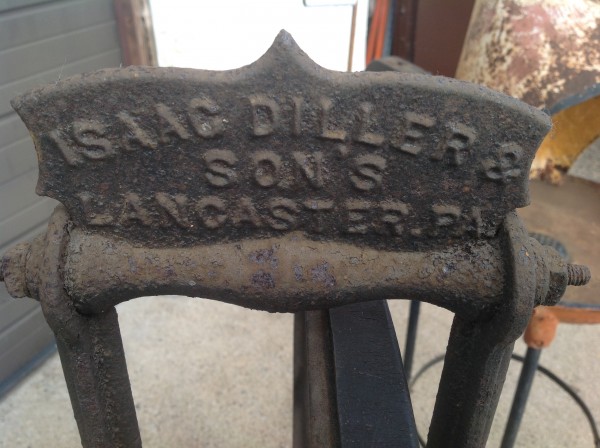 ISAAC DILLER &
SON'S
LANCASTER, PA